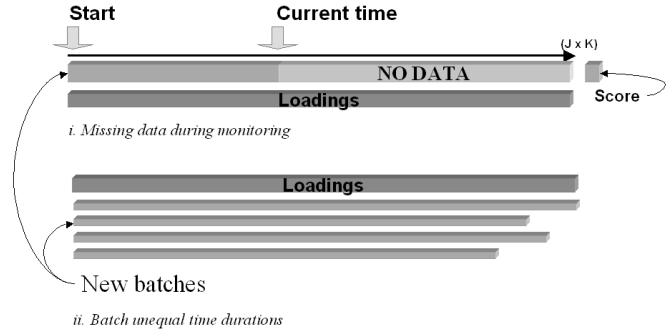 Start
Current time
(J x K)
NO DATA
Loadings
Score
i. Missing data during monitoring
Loadings
New batches
ii. Batch unequal time durations